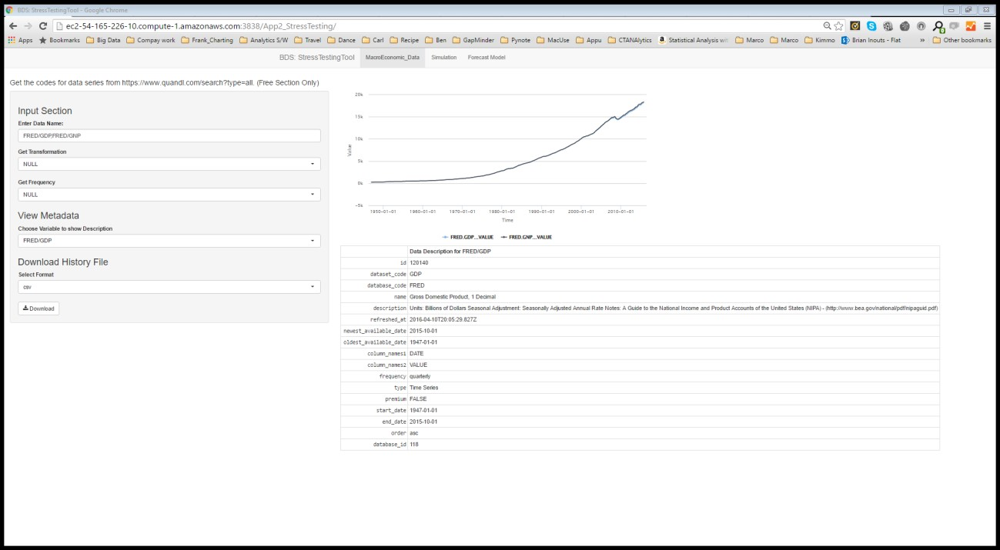 BDS: StressTestingTool - Google Chrome
ec2-54-165-226-10.compute-1.amazonaws.com:3838/App2_StressTesting/
Apps Bookmarks Big Data Compay work Frank_Charting Analytics S/W Travel Dance Carl Recipe Ben GapMinder Pynote MacUse Appu CTANAlytics Statistical Analysis wit Marco Marco Kimmo Brian Inouts - Flat » Other bookmarks
BDS: StressTestingTool MacroEconomic_Data Simulation Forecast Model
Get the codes for data series from https://www.quandl.com/search?type=all. (Free Section Only)
Input Section
Enter Data Name:
FRED/GDP,FRED/GNP
Get Transformation
NULL
Get Frequency
NULL
View Metadata
Choose Variable to show Description
FRED/GDP
Download History File
Select Format
csv
Download
20k
15k
10k
5k
0k
-5k
Value
1950-01-01 1960-01-01 1970-01-01 1980-01-01 1990-01-01 2000-01-01 2010-01-01
Time
FRED.GDP...VALUE FRED.GNP...VALUE
Data Description for FRED/GDP
id 120140
dataset_code GDP
database_code FRED
name Gross Domestic Product, 1 Decimal
description Units: Billions of Dollars Seasonal Adjustment: Seasonally Adjusted Annual Rate Notes: A Guide to the National Income and Product Accounts of the United States (NIPA) - (http://www.bea.gov/national/pdf/nipaguid.pdf)
refreshed_at 2016-04-10T20:05:29.827Z
newest_available_date 2015-10-01
oldest_available_date 1947-01-01
column_names1 DATE
column_names2 VALUE
frequency quarterly
type Time Series
premium FALSE
start_date 1947-01-01
end_date 2015-10-01
order asc
database_id 118